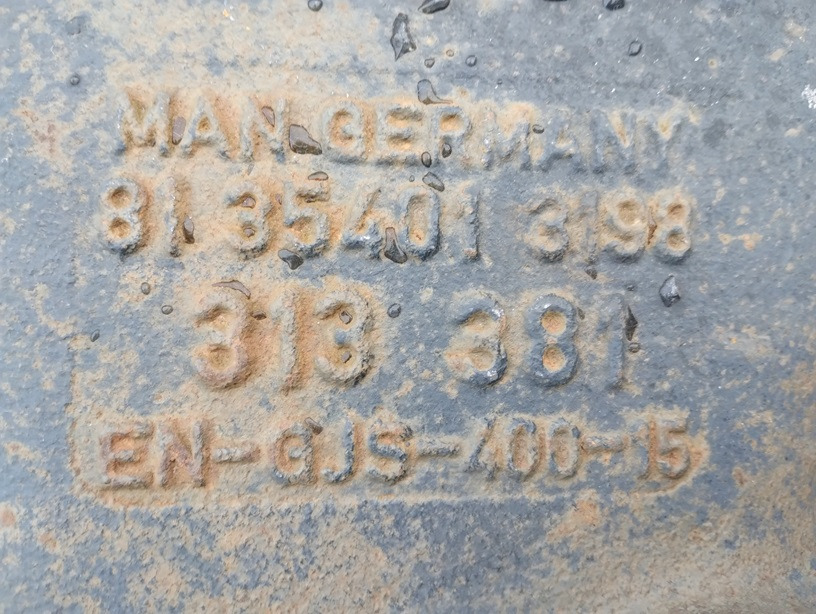 MAN GERMANY
81 35401 3198
313 381
EN-GJS-400-15